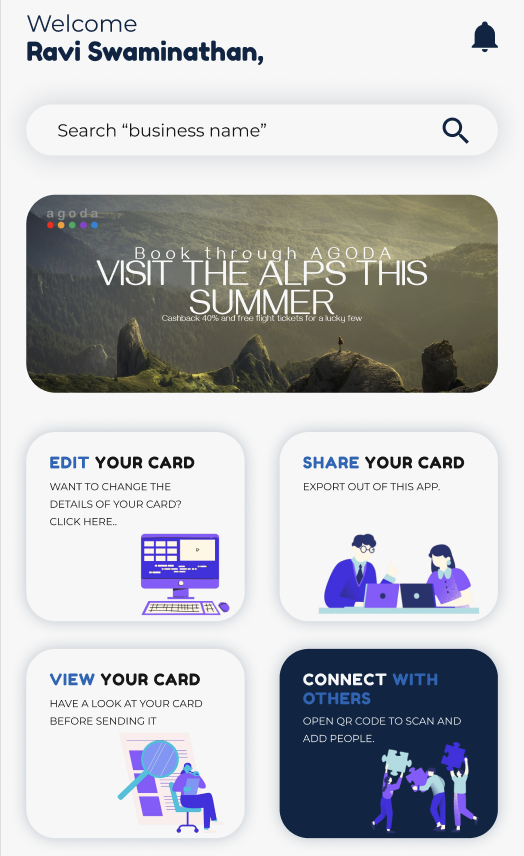 Welcome
Ravi Swaminathan,
Search “business name”
agoda
Book through AGODA
VISIT THE ALPS THIS
SUMMER
Cashback 40% and free flight tickets for a lucky few
EDIT YOUR CARD
WANT TO CHANGE THE
DETAILS OF YOUR CARD?
CLICK HERE..
SHARE YOUR CARD
EXPORT OUT OF THIS APP.
VIEW YOUR CARD
HAVE A LOOK AT YOUR CARD
BEFORE SENDING IT
CONNECT WITH
OTHERS
OPEN QR CODE TO SCAN AND
ADD PEOPLE.